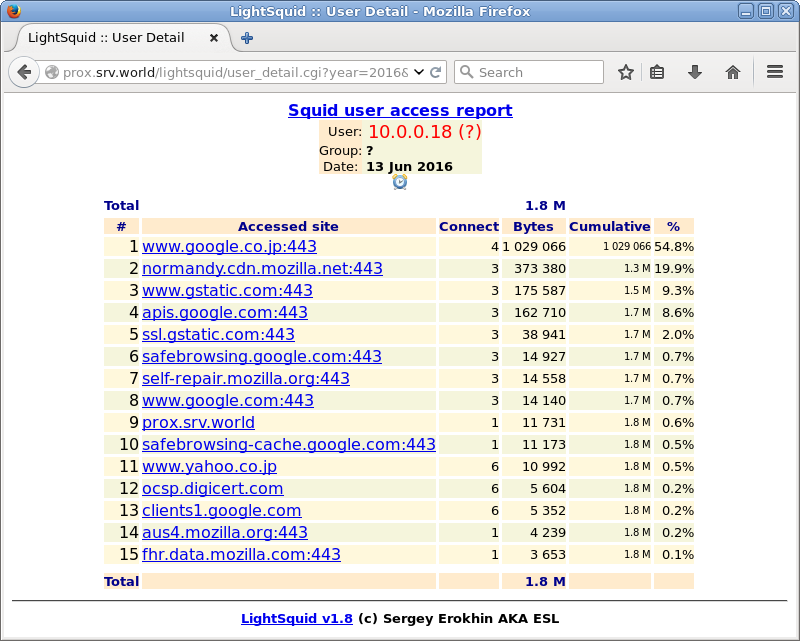 LightSquid :: User Detail - Mozilla Firefox
LightSquid :: User Detail
prox.srv.world/lightsquid/user_detail.cgi?year=2016& Search
Squid user access report
User: 10.0.0.18 (?)
Group: ?
Date: 13 Jun 2016
Total 1.8 M
# Accessed site Connect Bytes Cumulative %
1 www.google.co.jp:443 4 1 029 066 1 029 066 54.8%
2 normandy.cdn.mozilla.net:443 3 373 380 1.3 M 19.9%
3 www.gstatic.com:443 3 175 587 1.5 M 9.3%
4 apis.google.com:443 3 162 710 1.7 M 8.6%
5 ssl.gstatic.com:443 3 38 941 1.7 M 2.0%
6 safebrowsing.google.com:443 3 14 927 1.7 M 0.7%
7 self-repair.mozilla.org:443 3 14 558 1.7 M 0.7%
8 www.google.com:443 3 14 140 1.7 M 0.7%
9 prox.srv.world 1 11 731 1.8 M 0.6%
10 safebrowsing-cache.google.com:443 1 11 173 1.8 M 0.5%
11 www.yahoo.co.jp 6 10 992 1.8 M 0.5%
12 ocsp.digicert.com 6 5 604 1.8 M 0.2%
13 clients1.google.com 6 5 352 1.8 M 0.2%
14 aus4.mozilla.org:443 1 4 239 1.8 M 0.2%
15 fhr.data.mozilla.com:443 1 3 653 1.8 M 0.1%
Total 1.8 M
LightSquid v1.8 (c) Sergey Erokhin AKA ESL